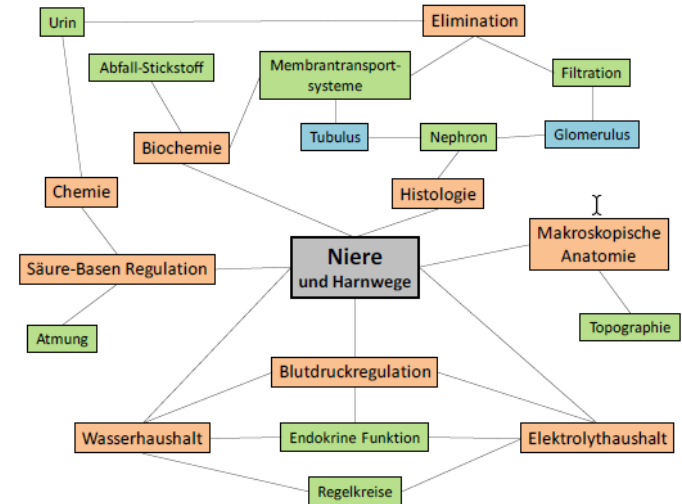 Urin
Elimination
Abfall-Stickstoff
Membrantransport-
systeme
Filtration
Biochemie
Tubulus
Nephron
Glomerulus
Chemie
Histologie
Makroskopische
Anatomie
Niere
und Harnwege
Säure-Basen Regulation
Atmung
Topographie
Blutdruckregulation
Wasserhaushalt
Endokrine Funktion
Elektrolythaushalt
Regelkreise